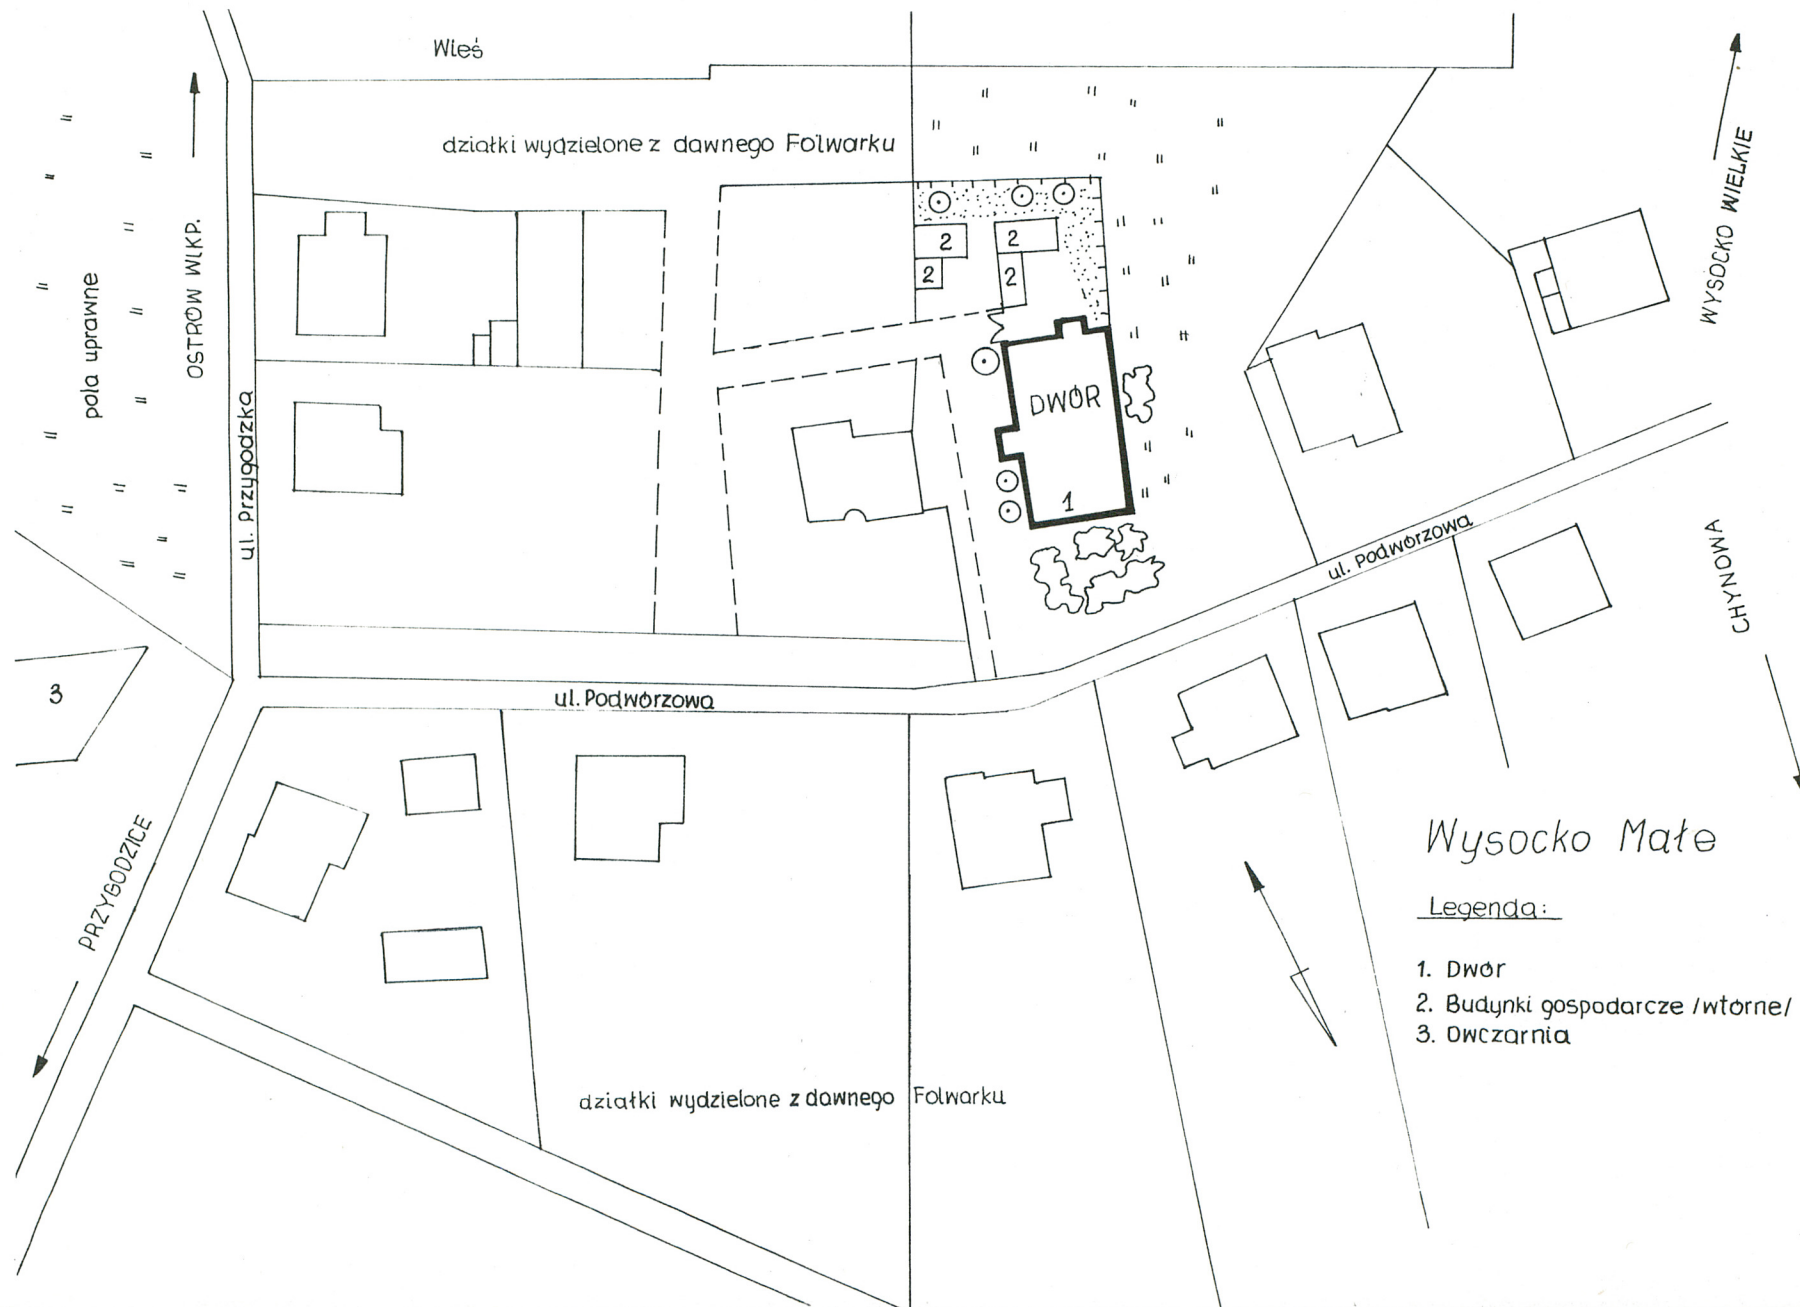 Wieś
działki wydzielone z dawnego Folwarku
OSTRÓW WLKP.
pola uprawne
ul. Przygodzka
WYSOCKO WIELKIE
2
2
2
2
DWÓR
1
ul. Podwórzowa
CHYNOWA
3
ul. Podwórzowa
PRZYGODZICE
działki wydzielone z dawnego Folwarku
Wysocko Małe
Legenda:
1. Dwór
2. Budynki gospodarcze /wtórne/
3. Owczarnia